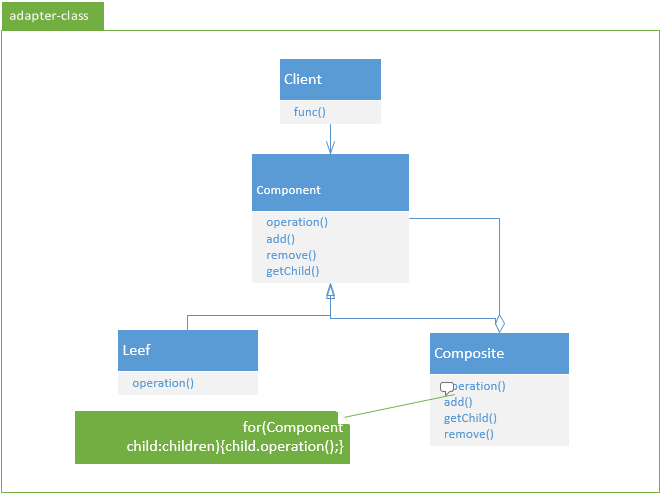 adapter-class
Client
func()
Component
operation()
add()
remove()
getChild()
Leef
operation()
Composite
peration()
add()
getChild()
remove()
for(Component
child:children){child.operation();}